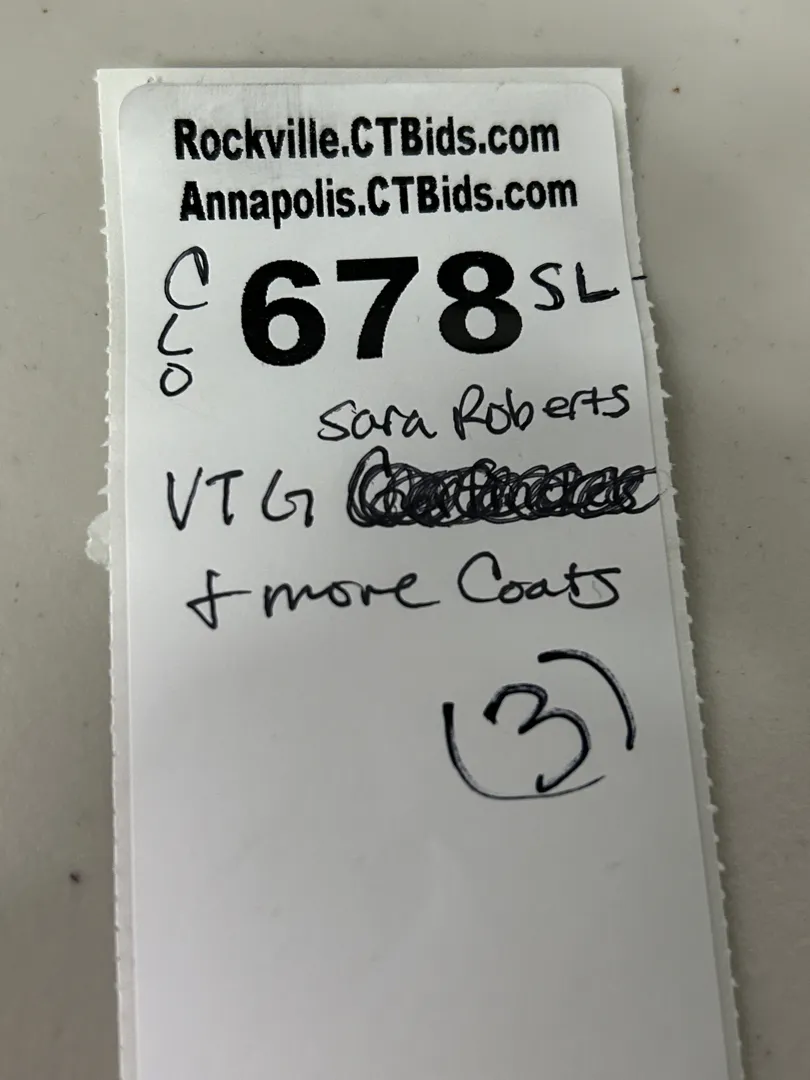 Rockville.CTBids.com
Annapolis.CTBids.com
CLO 678 SL
Sara Roberts
VTG
+ more Coats
(3)